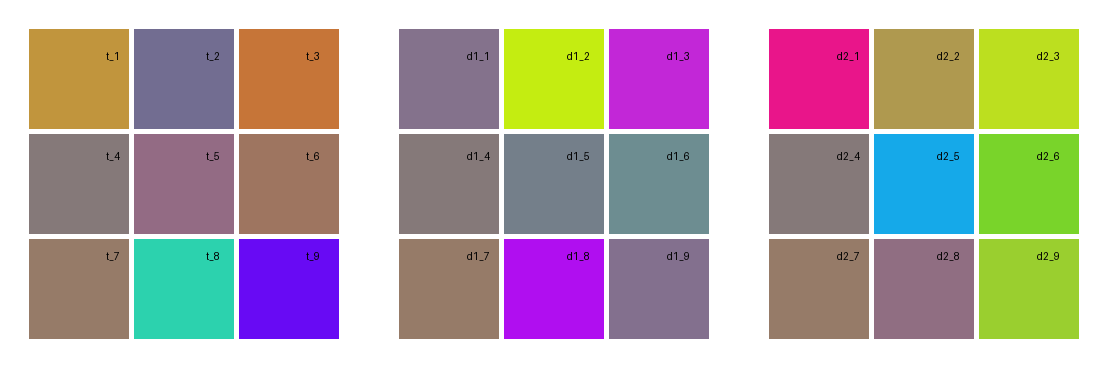 t_1 t_2 t_3 d1_1 d1_2 d1_3 d2_1 d2_2 d2_3
t_4 t_5 t_6 d1_4 d1_5 d1_6 d2_4 d2_5 d2_6
t_7 t_8 t_9 d1_7 d1_8 d1_9 d2_7 d2_8 d2_9